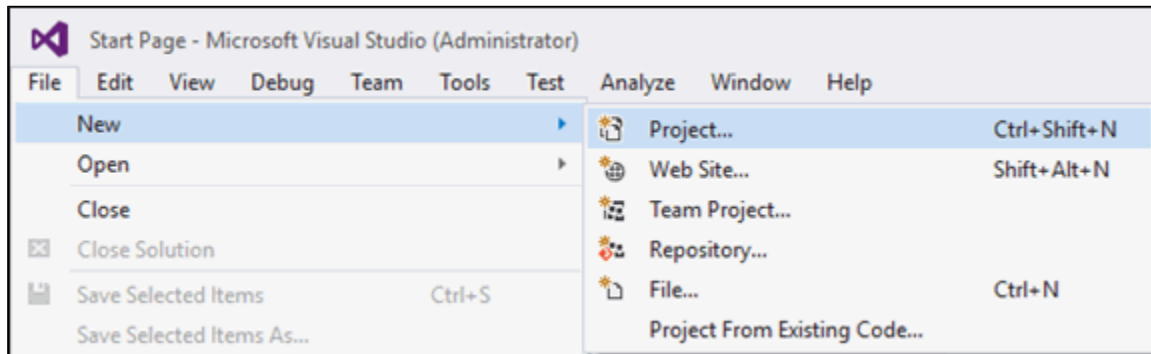 Start Page - Microsoft Visual Studio (Administrator)
File Edit View Debug Team Tools Test Analyze Window Help
New
Open
Close
Close Solution
Save Selected Items Ctrl+S
Save Selected Items As...
Project... Ctrl+Shift+N
Web Site... Shift+Alt+N
Team Project...
Repository...
File... Ctrl+N
Project From Existing Code...